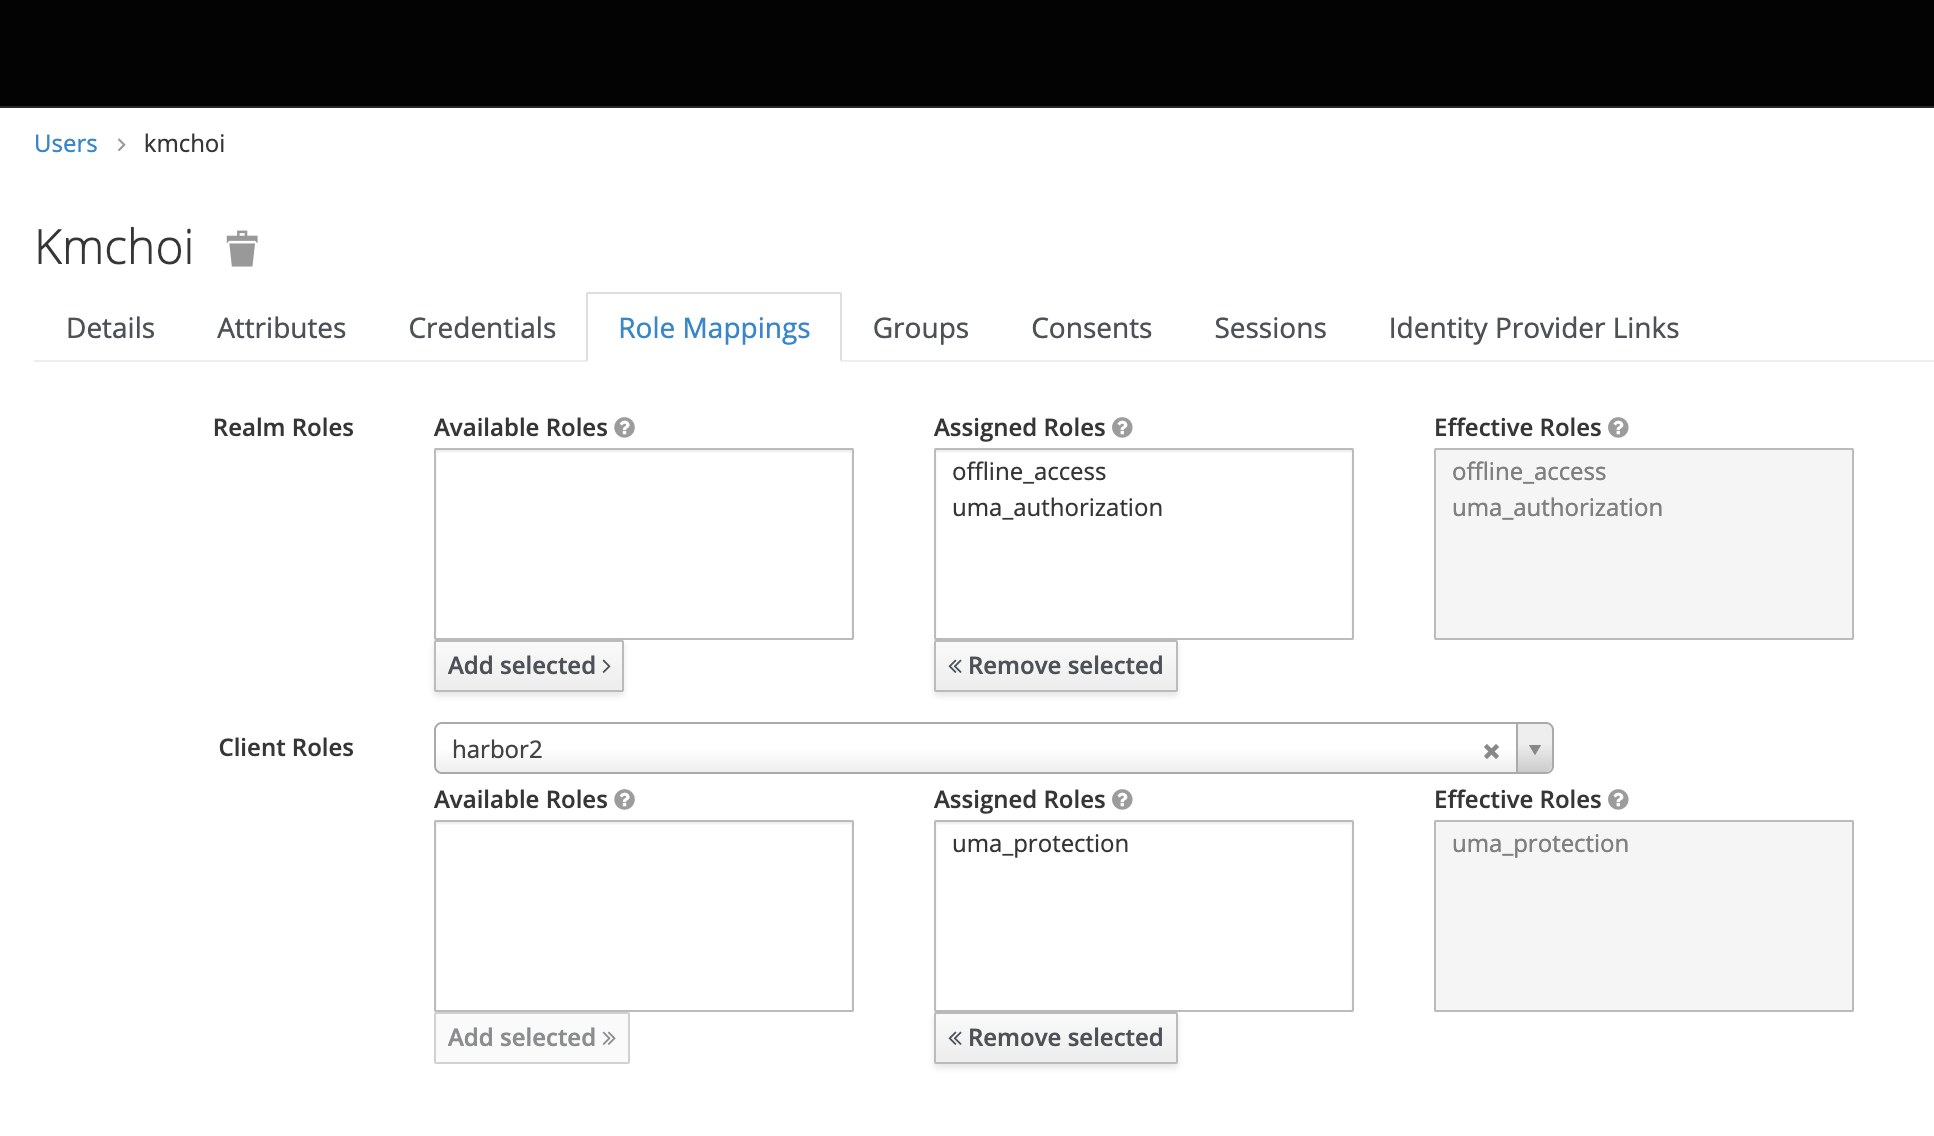 Users > kmchoi
Kmchoi
Details Attributes Credentials Role Mappings Groups Consents Sessions Identity Provider Links
Realm Roles Available Roles ? Assigned Roles ? Effective Roles ?
offline_access offline_access
uma_authorization uma_authorization
Add selected > « Remove selected
Client Roles harbor2 × ▼
Available Roles ? Assigned Roles ? Effective Roles ?
uma_protection uma_protection
Add selected » « Remove selected